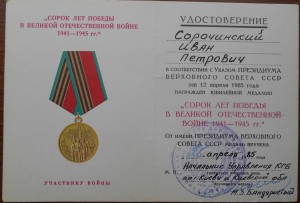 "СОРОК ЛЕТ ПОБЕДЫ
В ВЕЛИКОЙ ОТЕЧЕСТВЕННОЙ ВОЙНЕ
1941—1945 гг."
УЧАСТНИКУ ВОЙНЫ
УДОСТОВЕРЕНИЕ
Сорочинский
Иван
Петрович
В СООТВЕТСТВИИ С УКАЗОМ ПРЕЗИДИУМА
ВЕРХОВНОГО СОВЕТА СССР
от 12 апреля 1985 года
НАГРАЖДЕН ЮБИЛЕЙНОЙ МЕДАЛЬЮ
"СОРОК ЛЕТ ПОБЕДЫ
В ВЕЛИКОЙ ОТЕЧЕСТВЕННОЙ
ВОЙНЕ 1941—1945 гг."
От имени ПРЕЗИДИУМА ВЕРХОВНОГО
СОВЕТА СССР МЕДАЛЬ ВРУЧЕНА
апреля 85
Начальник Управления КГБ
М. П.
по г. Киеву и Киевской обл
М.З.Бандуристый